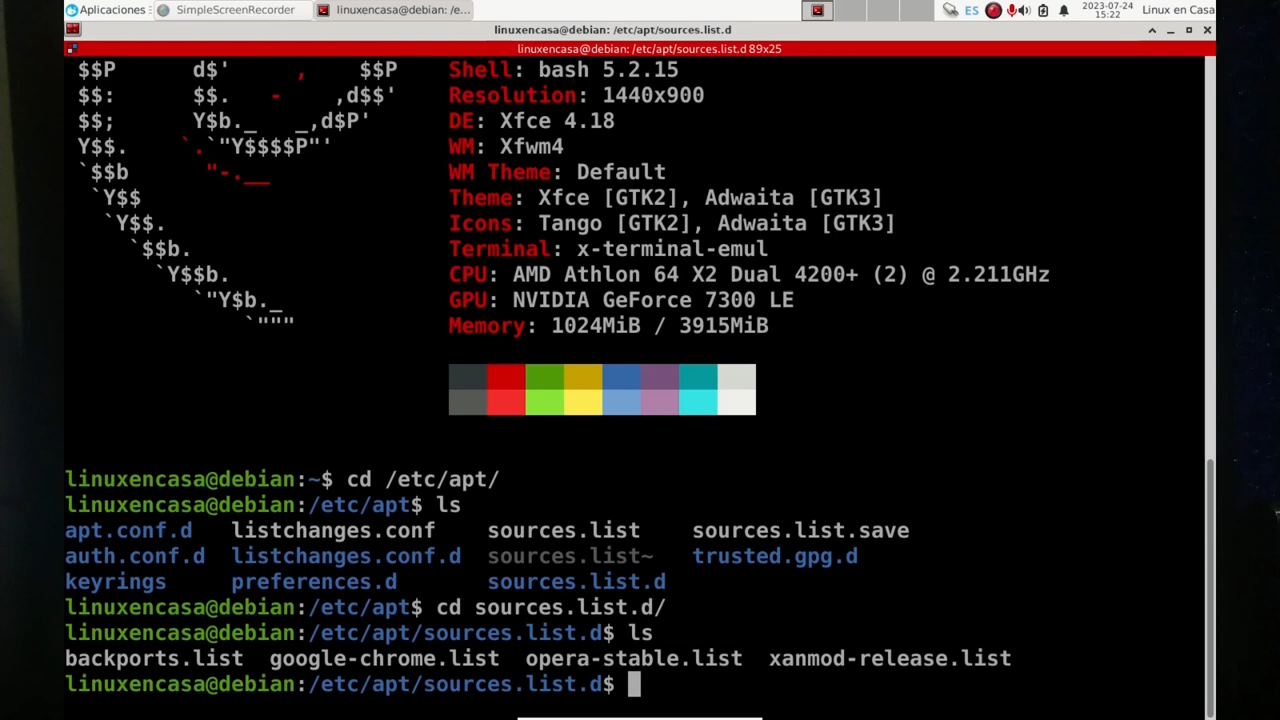 Aplicaciones
SimpleScreenRecorder
linuxencasa@debian: /e...
ES
2023-07-24
15:22
Linux en Casa
linuxencasa@debian: /etc/apt/sources.list.d
linuxencasa@debian: /etc/apt/sources.list.d 89x25
$$P       d$'     ,    $$P    Shell: bash 5.2.15
$$:       $$.   -    ,d$$'    Resolution: 1440x900
$$;       Y$b._   _,d$P'      DE: Xfce 4.18
Y$$.    `.`"Y$$$$P"'          WM: Xfwm4
`$$b      "-.__               WM Theme: Default
`Y$$                         Theme: Xfce [GTK2], Adwaita [GTK3]
`Y$$.                       Icons: Tango [GTK2], Adwaita [GTK3]
`$$b.                     Terminal: x-terminal-emul
`Y$$b.                  CPU: AMD Athlon 64 X2 Dual 4200+ (2) @ 2.211GHz
`"Y$b._              GPU: NVIDIA GeForce 7300 LE
`"""             Memory: 1024MiB / 3915MiB
linuxencasa@debian:~$ cd /etc/apt/
linuxencasa@debian:/etc/apt$ ls
apt.conf.d   listchanges.conf    sources.list    sources.list.save
auth.conf.d  listchanges.conf.d  sources.list~   trusted.gpg.d
keyrings     preferences.d       sources.list.d
linuxencasa@debian:/etc/apt$ cd sources.list.d/
linuxencasa@debian:/etc/apt/sources.list.d$ ls
backports.list  google-chrome.list  opera-stable.list  xanmod-release.list
linuxencasa@debian:/etc/apt/sources.list.d$